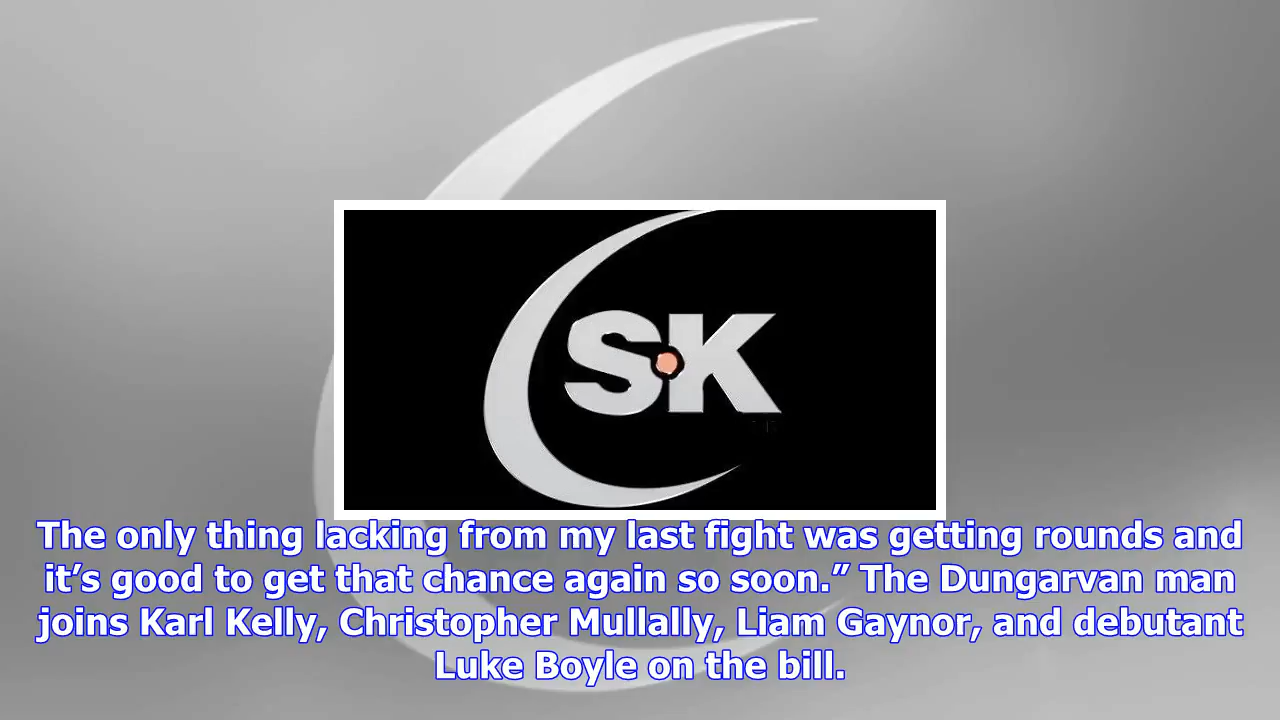 SK
The only thing lacking from my last fight was getting rounds and
it’s good to get that chance again so soon.” The Dungarvan man
joins Karl Kelly, Christopher Mullally, Liam Gaynor, and debutant
Luke Boyle on the bill.